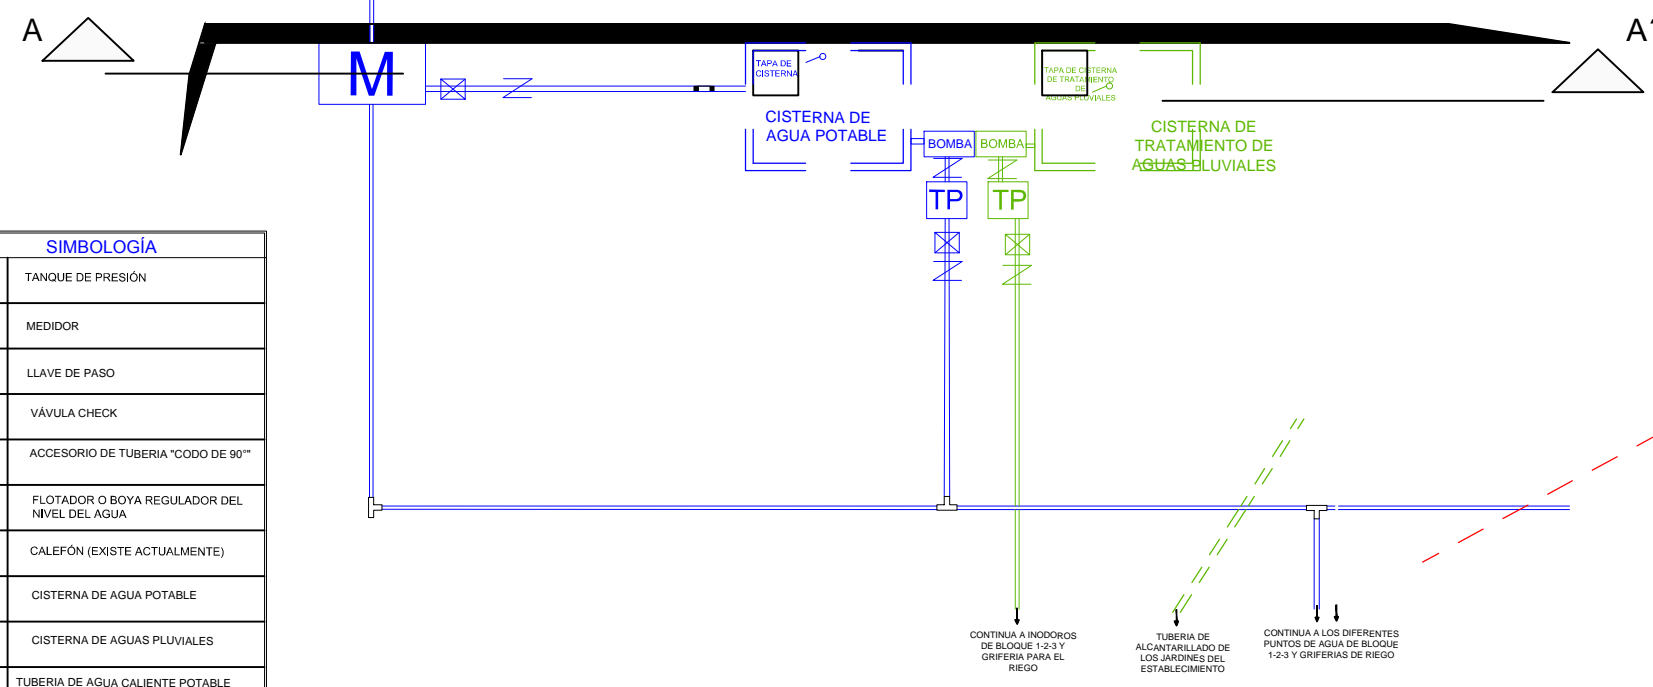 A
A´
M
TAPA DE
CISTERNA
CISTERNA DE
AGUA POTABLE
TAPA DE CISTERNA
DE TRATAMIENTO
DE
AGUAS PLUVIALES
CISTERNA DE
TRATAMIENTO DE
AGUAS PLUVIALES
BOMBA
BOMBA
TP
TP
SIMBOLOGÍA
TANQUE DE PRESIÓN
MEDIDOR
LLAVE DE PASO
VÁVULA CHECK
ACCESORIO DE TUBERIA "CODO DE 90°"
FLOTADOR O BOYA REGULADOR DEL
NIVEL DEL AGUA
CALEFÓN (EXISTE ACTUALMENTE)
CISTERNA DE AGUA POTABLE
CISTERNA DE AGUAS PLUVIALES
TUBERIA DE AGUA CALIENTE POTABLE
CONTINUA A INODOROS
DE BLOQUE 1-2-3 Y
GRIFERIA PARA EL
RIEGO
TUBERIA DE
ALCANTARILLADO DE
LOS JARDINES DEL
ESTABLECIMIENTO
CONTINUA A LOS DIFERENTES
PUNTOS DE AGUA DE BLOQUE
1-2-3 Y GRIFERIAS DE RIEGO